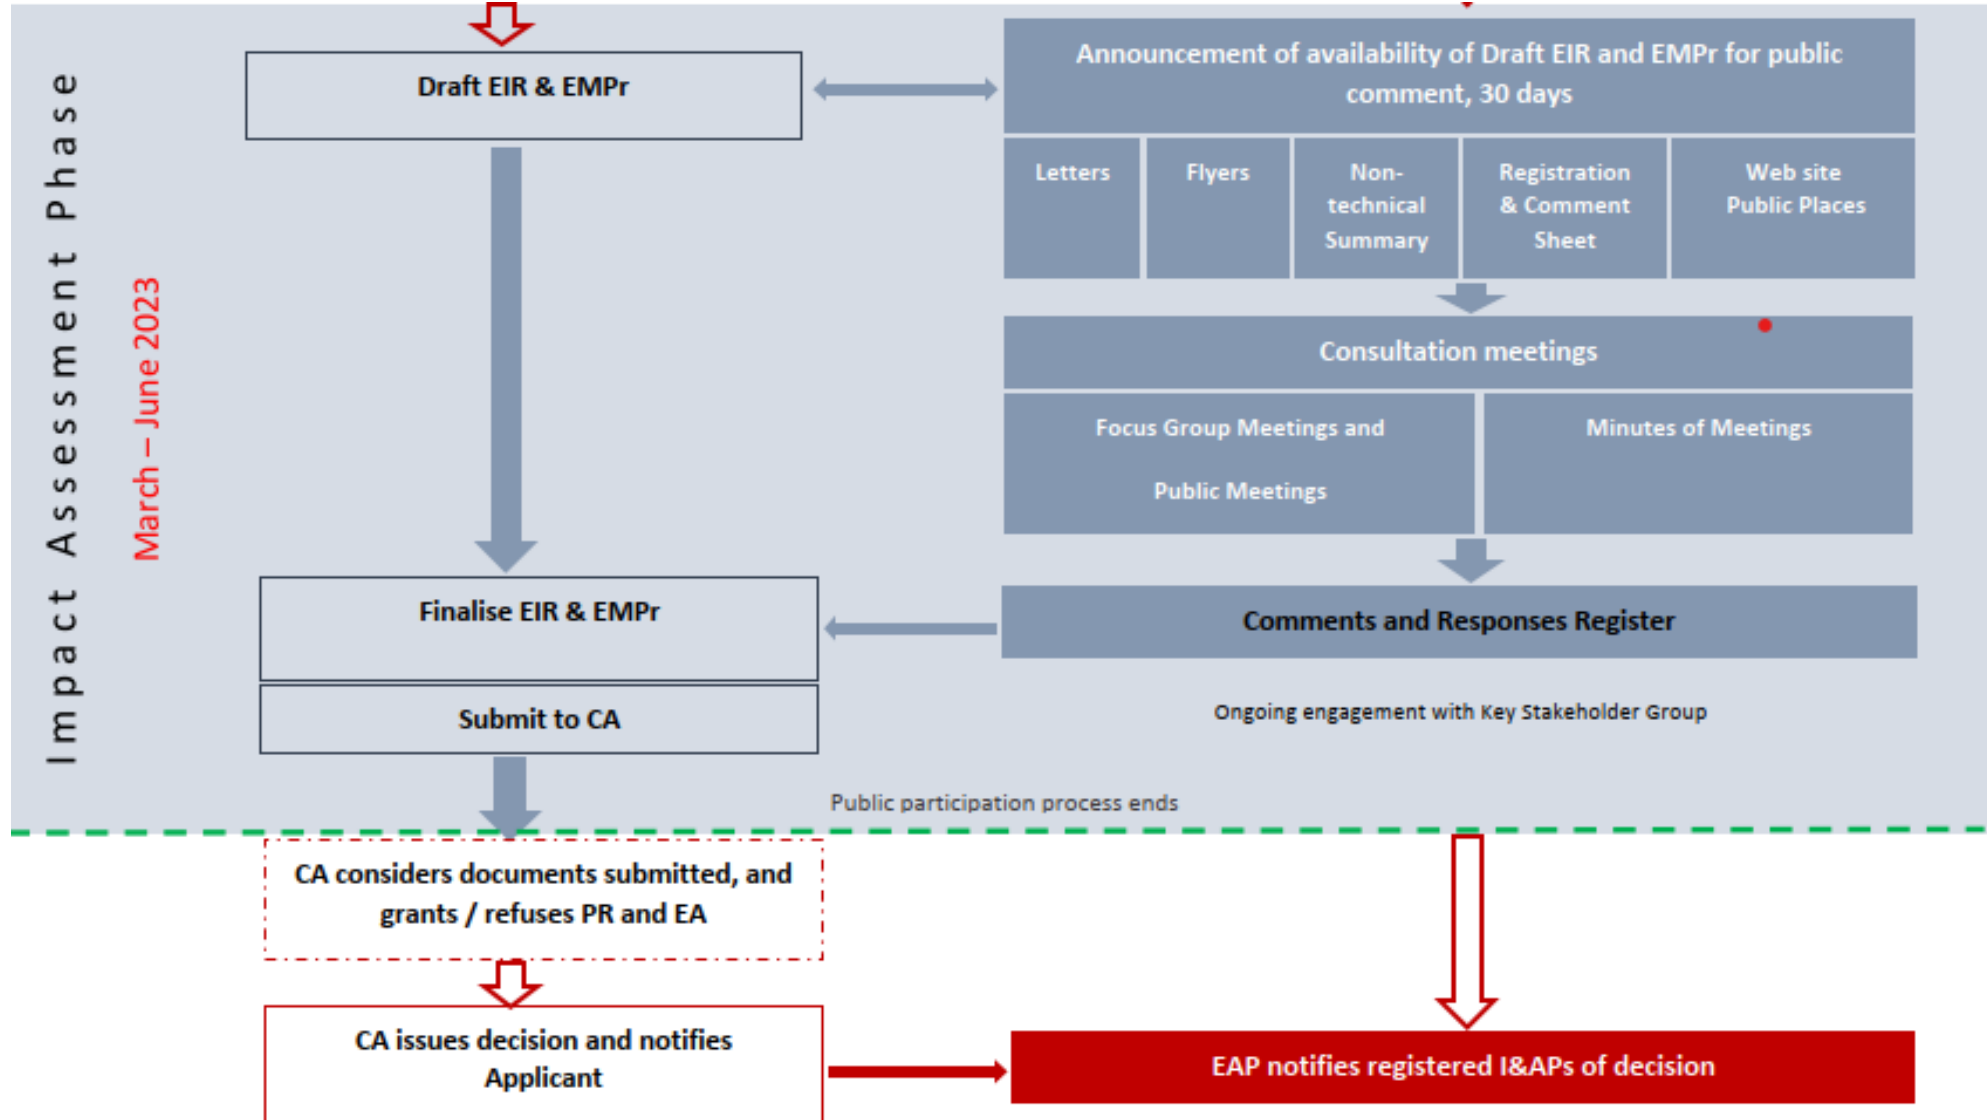 Impact Assessment Phase
March – June 2023
Draft EIR & EMPr
Announcement of availability of Draft EIR and EMPr for public
comment, 30 days
Letters
Flyers
Non-
technical
Summary
Registration
& Comment
Sheet
Web site
Public Places
Consultation meetings
Focus Group Meetings and
Public Meetings
Minutes of Meetings
Finalise EIR & EMPr
Comments and Responses Register
Submit to CA
Ongoing engagement with Key Stakeholder Group
Public participation process ends
CA considers documents submitted, and
grants / refuses PR and EA
CA issues decision and notifies
Applicant
EAP notifies registered I&APs of decision